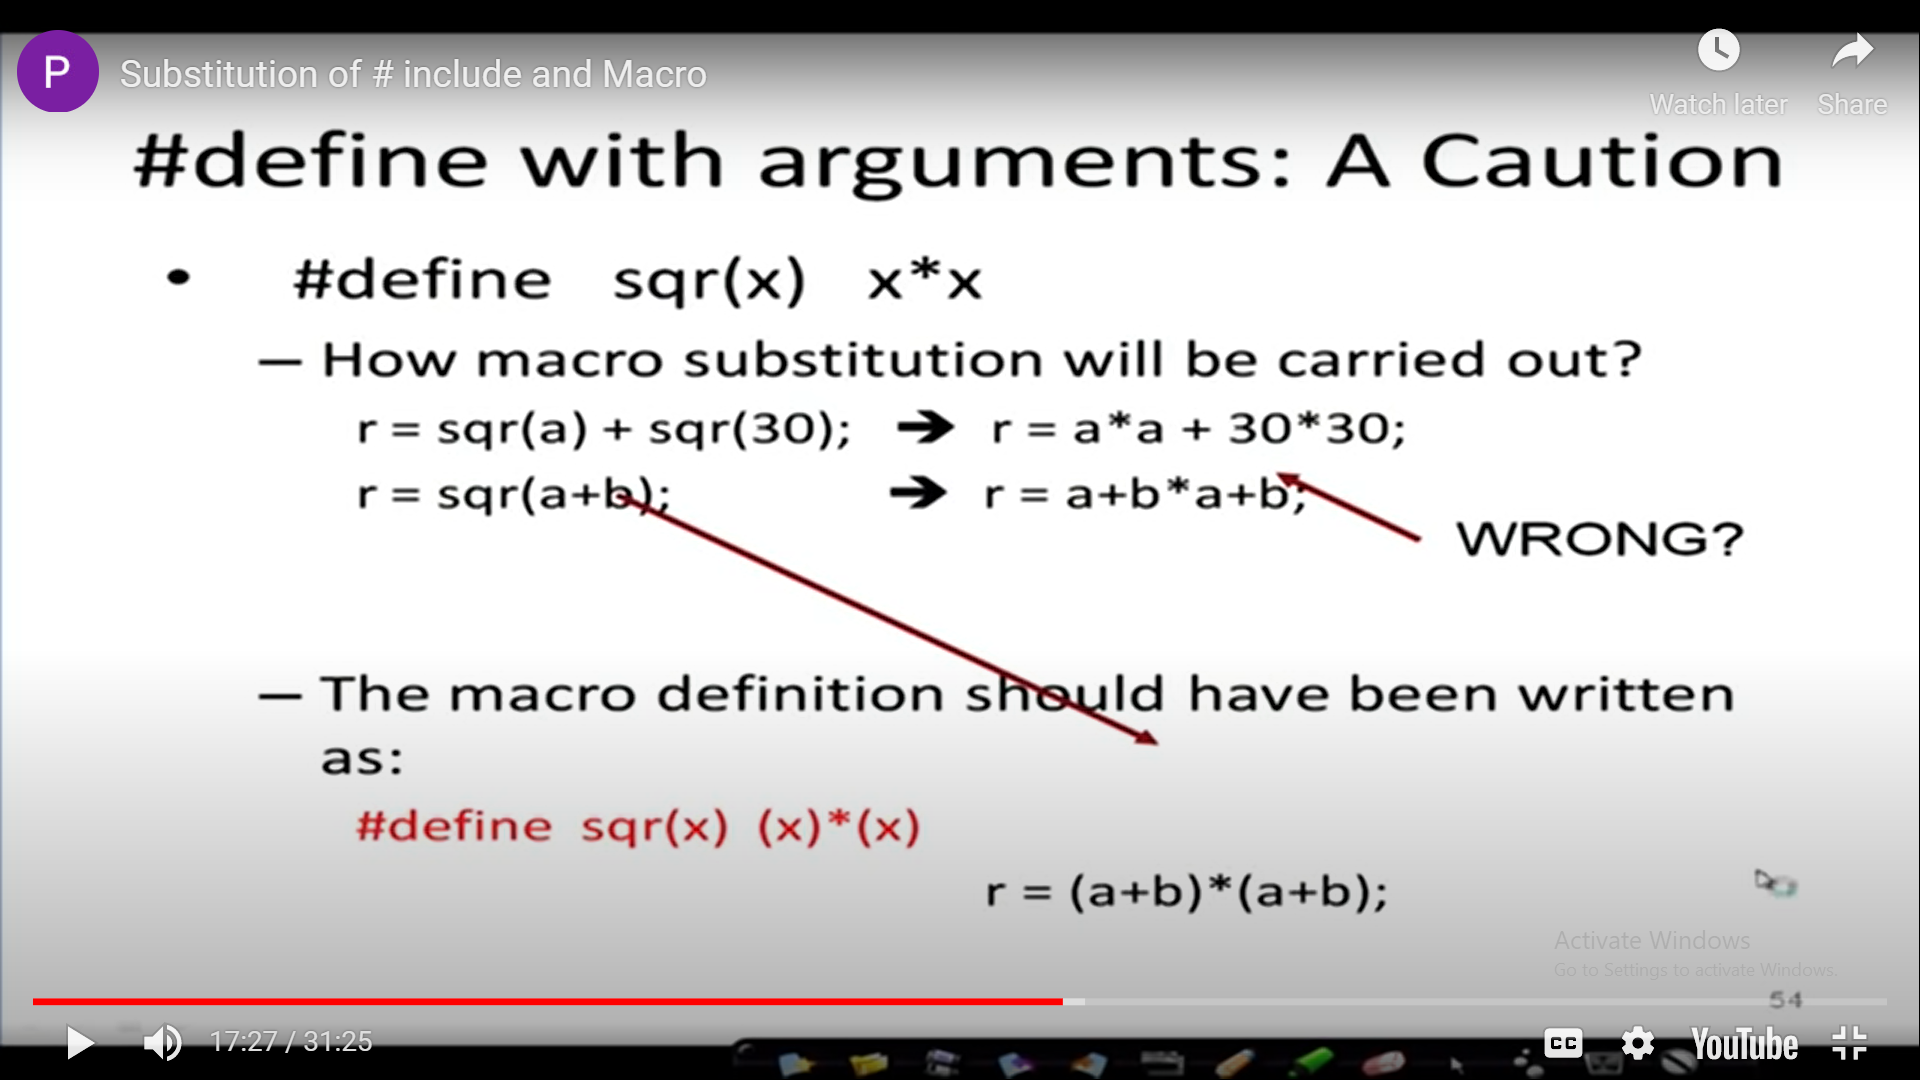 P Substitution of # include and Macro
Watch later Share
#define with arguments: A Caution
• #define sqr(x) x*x
— How macro substitution will be carried out?
r = sqr(a) + sqr(30); ➔ r = a*a + 30*30;
r = sqr(a+b); ➔ r = a+b*a+b;
WRONG?
— The macro definition should have been written
as:
#define sqr(x) (x)*(x)
r = (a+b)*(a+b);
Activate Windows
Go to Settings to activate Windows.
54
17:27 / 31:25 CC YouTube